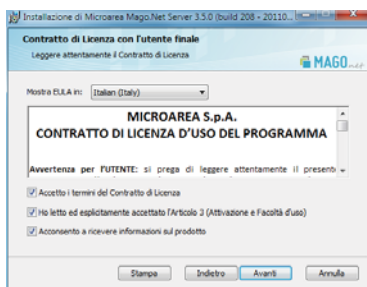 Installazione di Microarea Mago.Net Server 3.5.0 (build 208 - 20110...
Contratto di Licenza con l'utente finale
Leggere attentamente il Contratto di Licenza
MAGO.net
Mostra EULA in: Italian (Italy)
MICROAREA S.p.A.
CONTRATTO DI LICENZA D'USO DEL PROGRAMMA
Avvertenza per l'UTENTE: si prega di leggere attentamente il present
Accetto i termini del Contratto di Licenza
Ho letto ed esplicitamente accettato l'Articolo 3 (Attivazione e Facoltà d'uso)
Acconsento a ricevere informazioni sul prodotto
Stampa Indietro Avanti Annulla